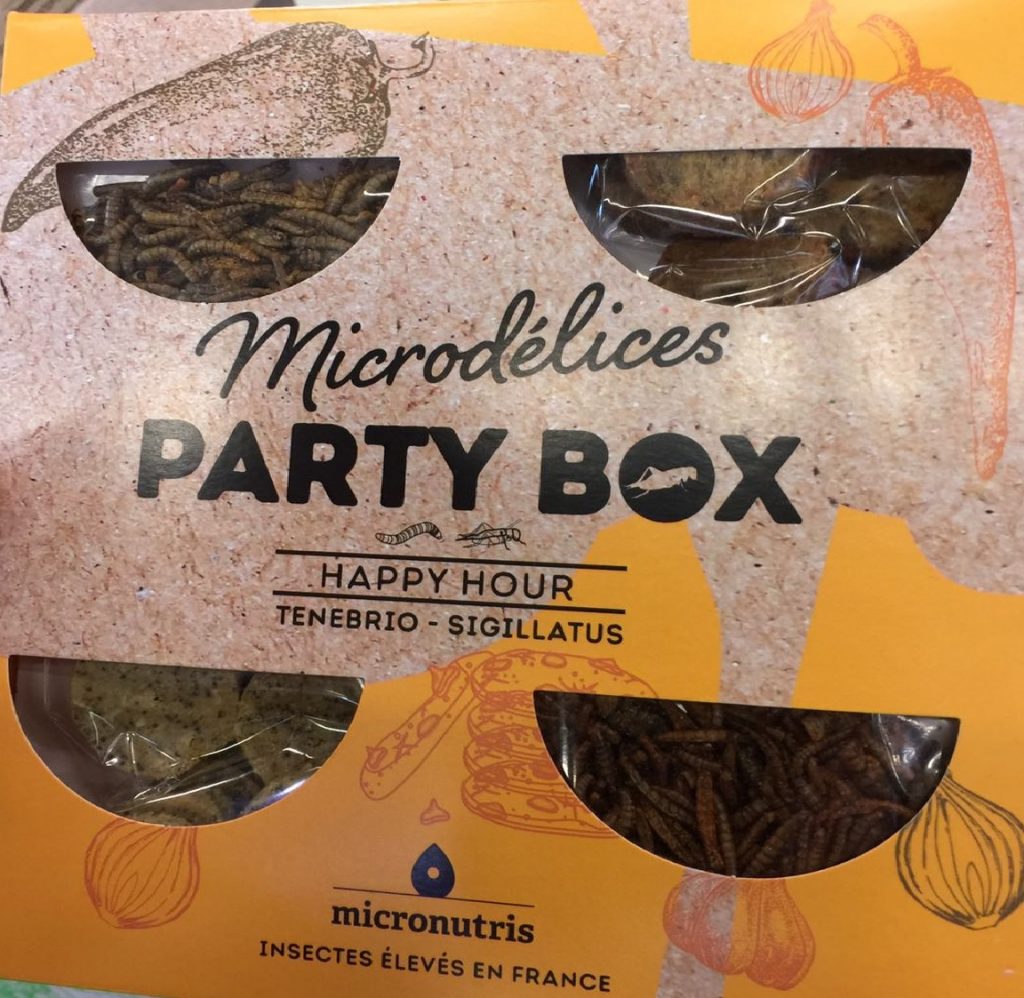 Microdélices
PARTY BOX
HAPPY HOUR
TENEBRIO - SIGILLATUS
micronutris
INSECTES ÉLEVÉS EN FRANCE